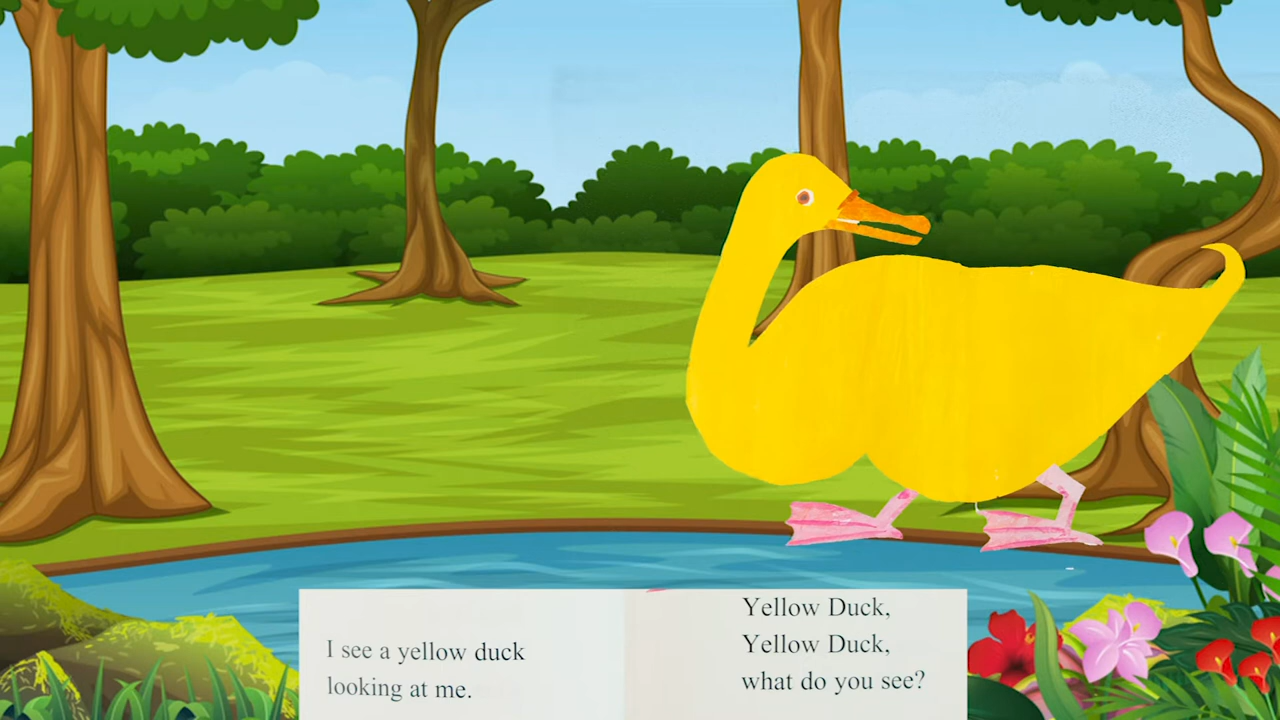 I see a yellow duck
looking at me.
Yellow Duck,
Yellow Duck,
what do you see?